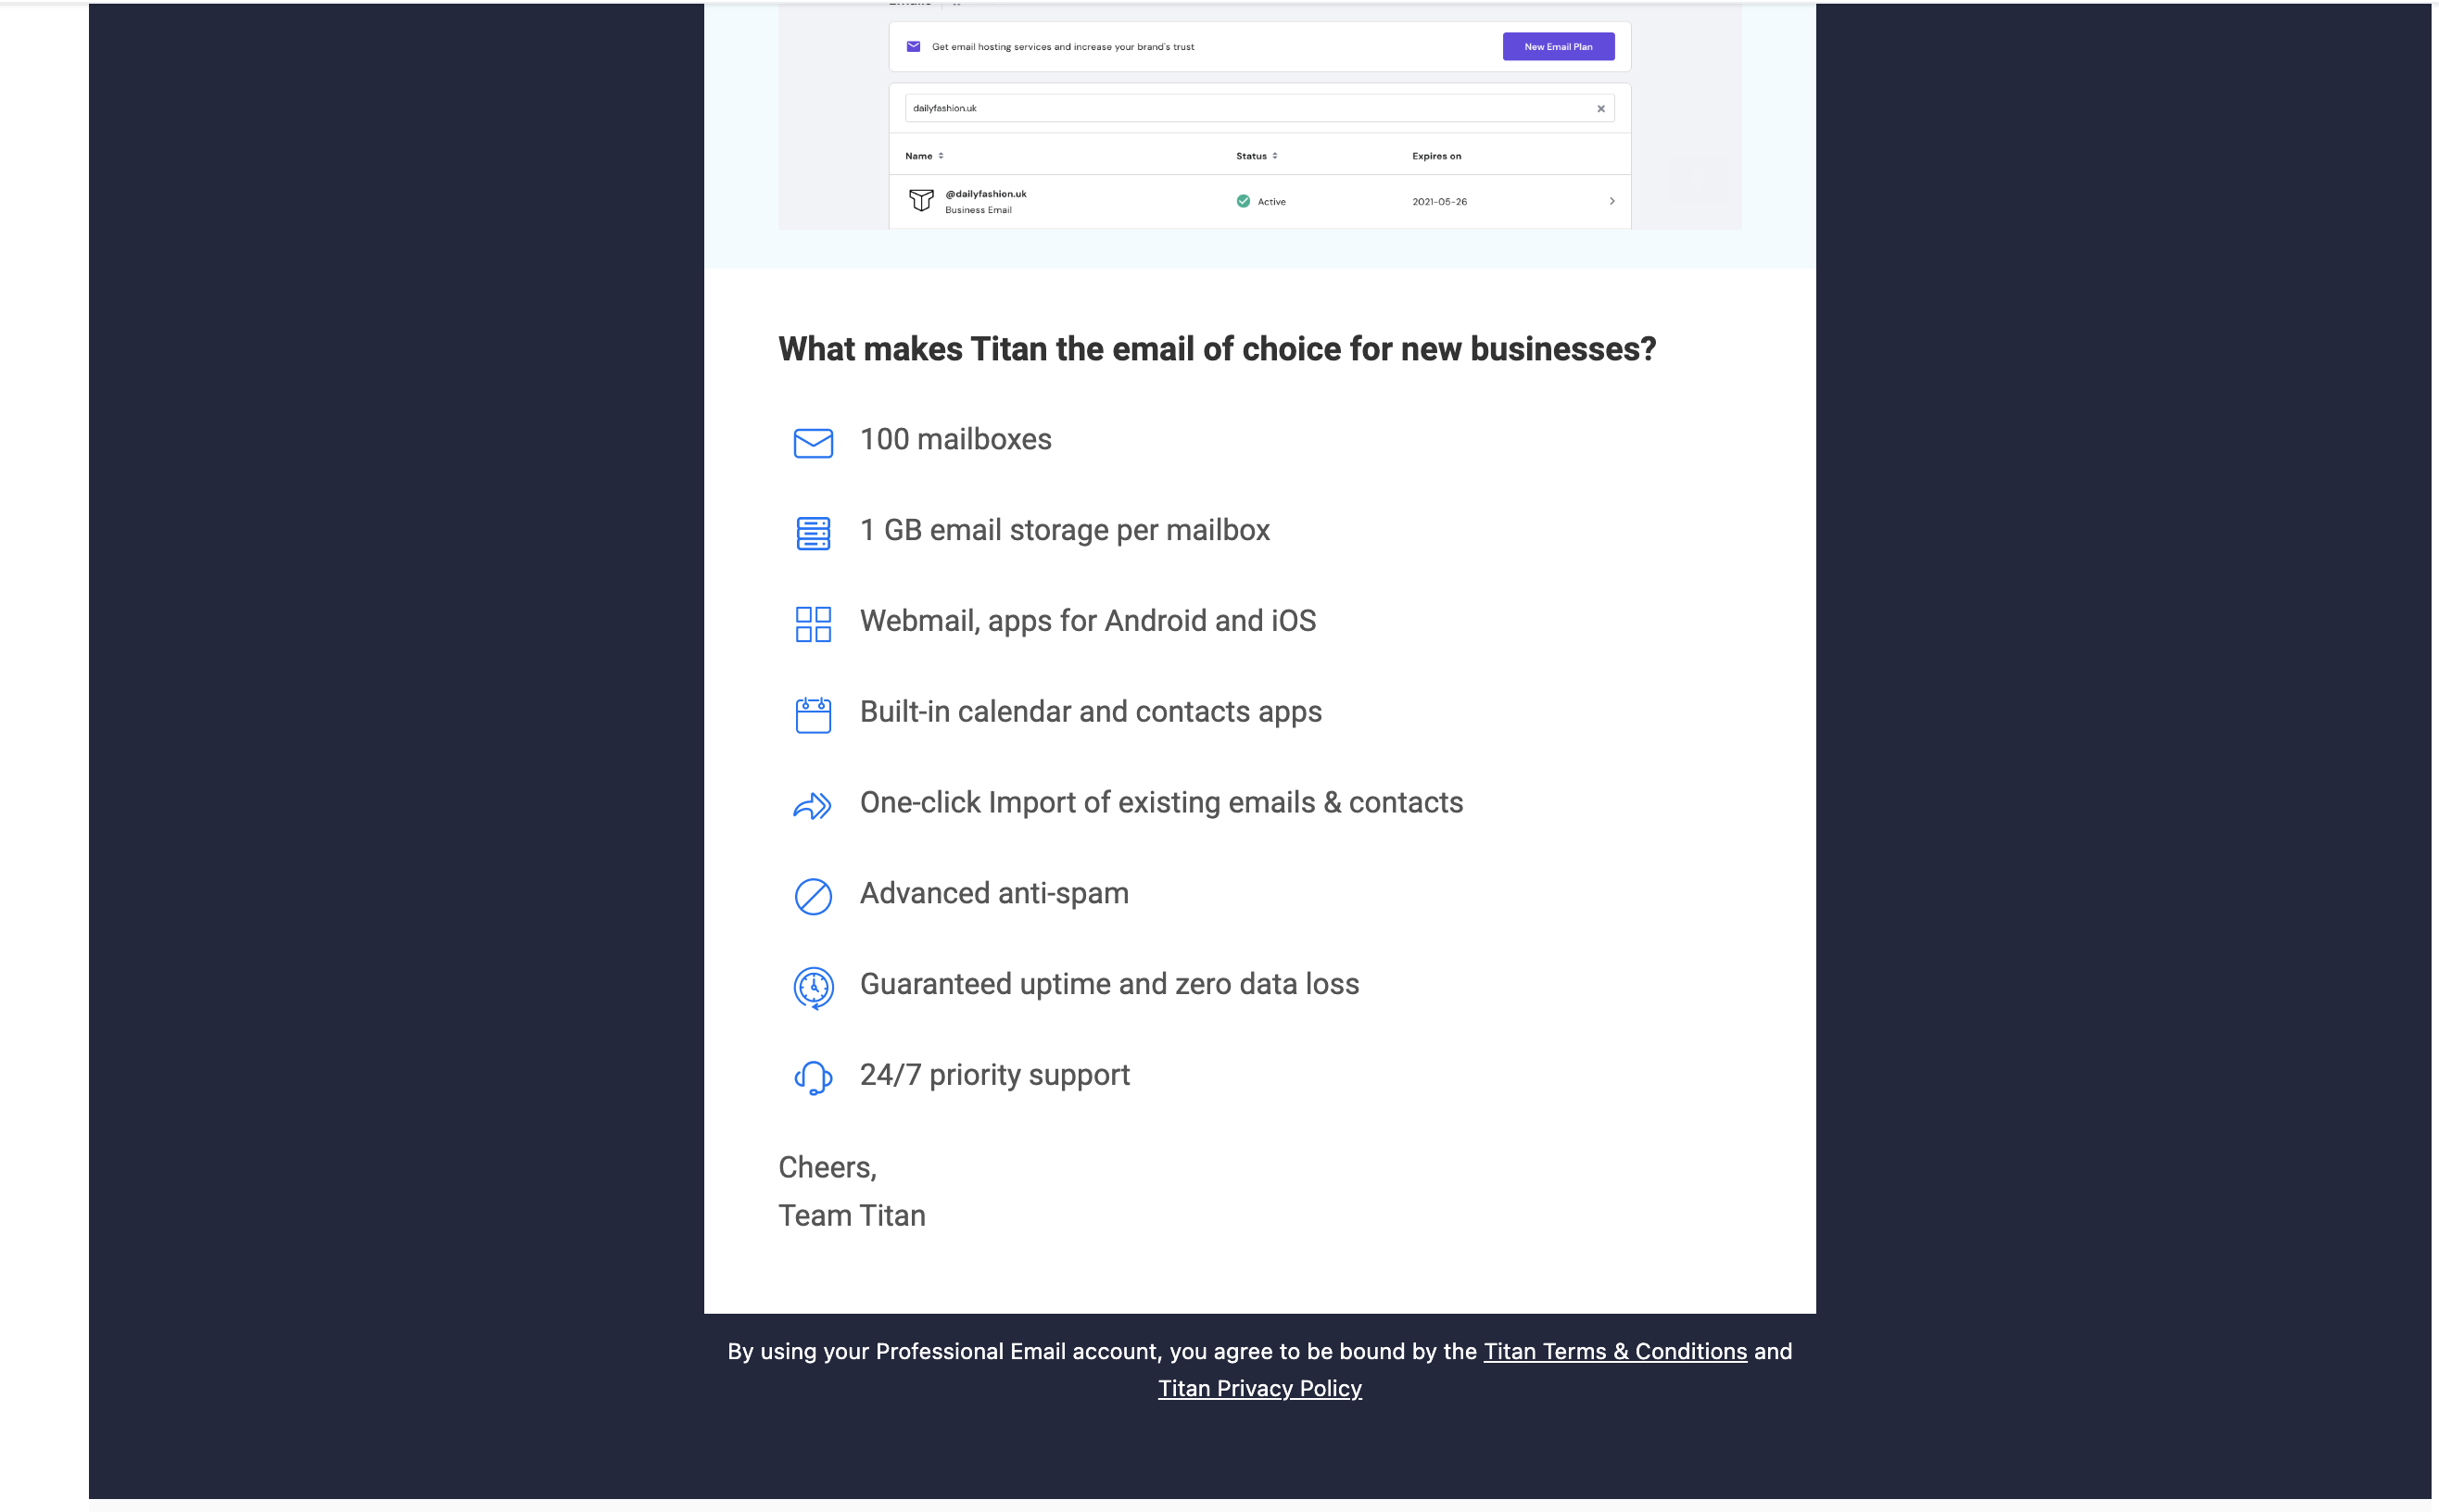 Get email hosting services and increase your brand's trust
New Email Plan
dailyfashion.uk
Name
Status
Expires on
@dailyfashion.uk
Business Email
Active
2021-05-26
What makes Titan the email of choice for new businesses?
100 mailboxes
1 GB email storage per mailbox
Webmail, apps for Android and iOS
Built-in calendar and contacts apps
One-click Import of existing emails & contacts
Advanced anti-spam
Guaranteed uptime and zero data loss
24/7 priority support
Cheers,
Team Titan
By using your Professional Email account, you agree to be bound by the Titan Terms & Conditions and
Titan Privacy Policy